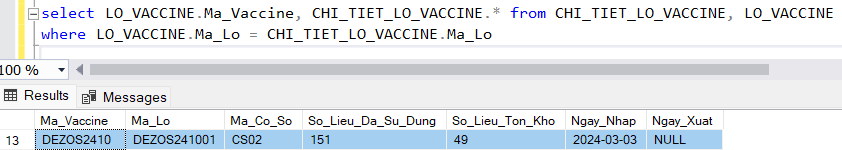 select LO_VACCINE.Ma_Vaccine, CHI_TIET_LO_VACCINE.* from CHI_TIET_LO_VACCINE, LO_VACCINE
where LO_VACCINE.Ma_Lo = CHI_TIET_LO_VACCINE.Ma_Lo
100 %
Results Messages
Ma_Vaccine Ma_Lo Ma_Co_So So_Lieu_Da_Su_Dung So_Lieu_Ton_Kho Ngay_Nhap Ngay_Xuat
13 DEZOS2410 DEZOS241001 CS02 151 49 2024-03-03 NULL